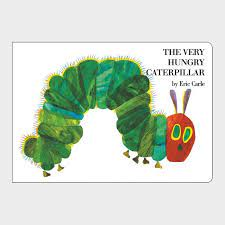 THE VERY
HUNGRY
CATERPILLAR
by Eric Carle